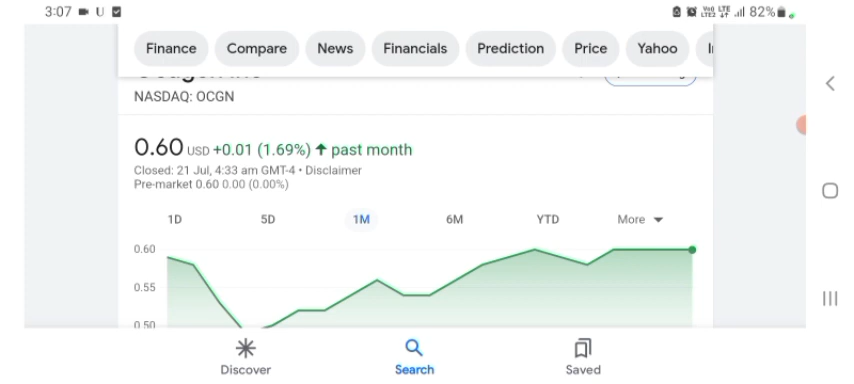 3:07 U 82%
Finance Compare News Financials Prediction Price Yahoo
NASDAQ: OCGN
0.60 USD +0.01 (1.69%) ↑ past month
Closed: 21 Jul, 4:33 am GMT-4 • Disclaimer
Pre-market 0.60 0.00 (0.00%)
1D 5D 1M 6M YTD More
0.60
0.55
0.50
Discover Search Saved